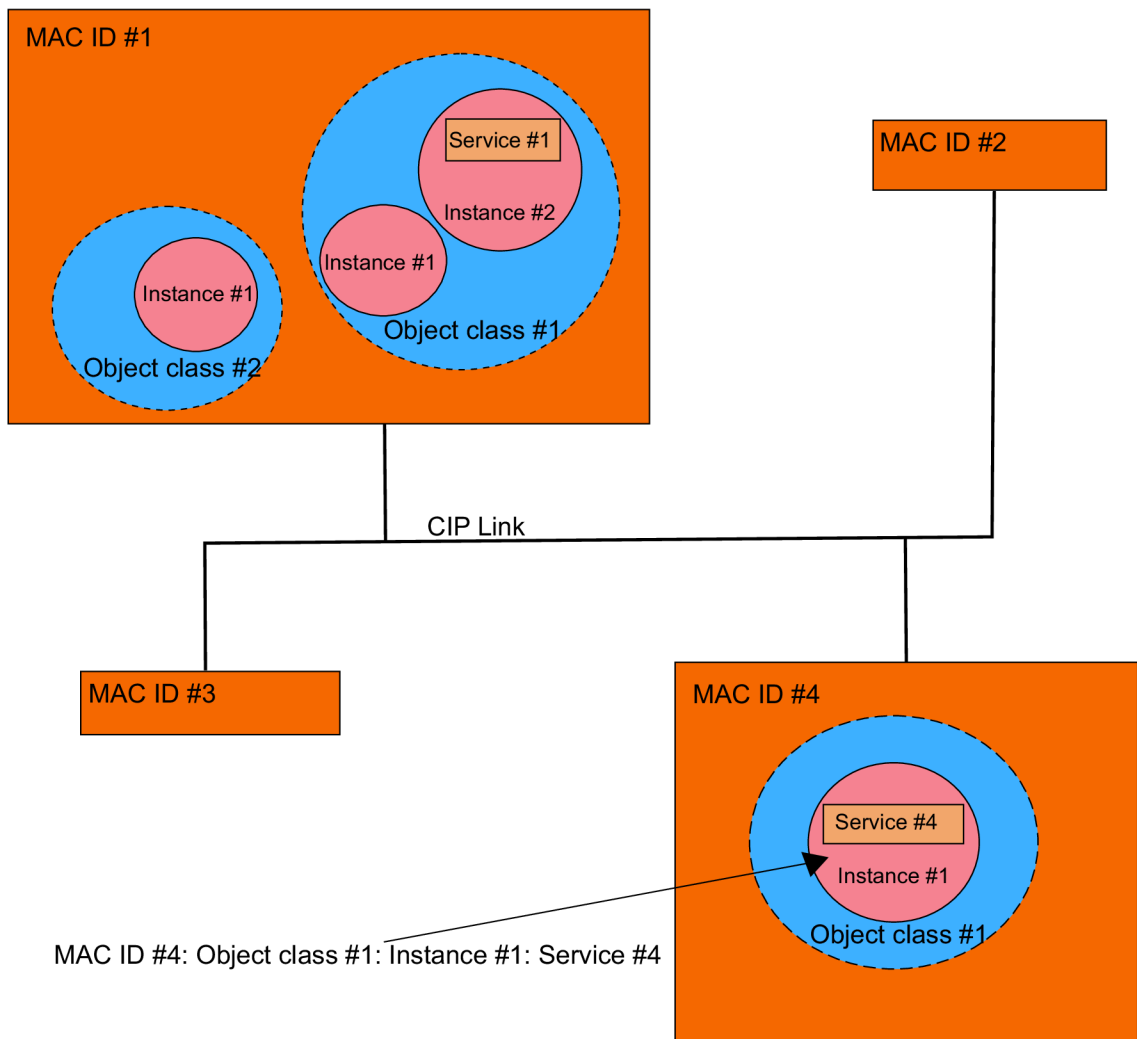 MAC ID #1
Service #1
Instance #2
Instance #1
Object class #1
Instance #1
Object class #2
MAC ID #2
CIP Link
MAC ID #3
MAC ID #4
Service #4
Instance #1
Object class #1
MAC ID #4: Object class #1: Instance #1: Service #4